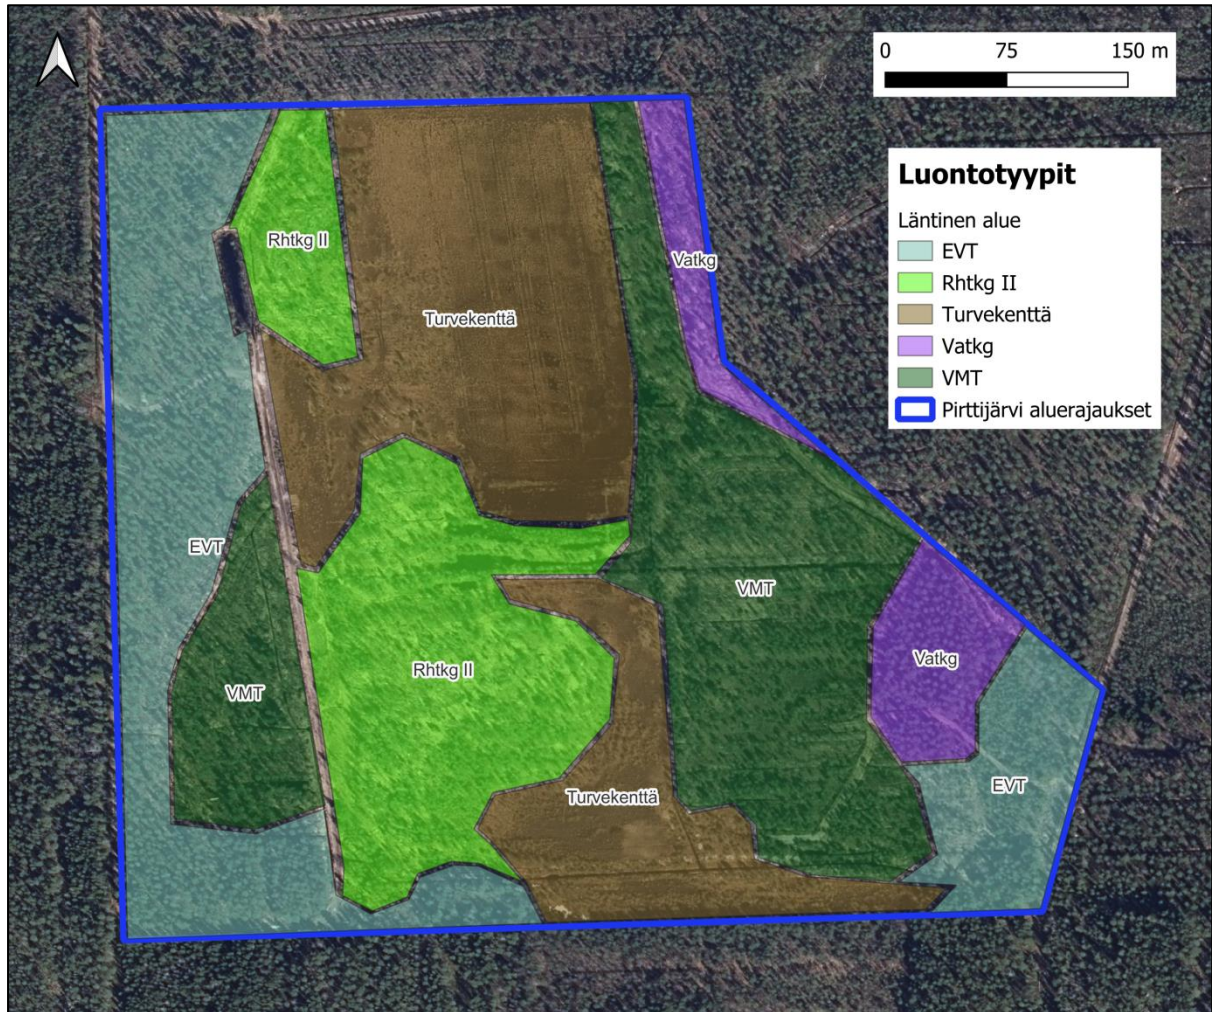 0 75 150 m
Luontotyypit
Läntinen alue
EVT
Rhtkg II
Turvekenttä
Vatkg
VMT
Pirttijärvi aluerajaukset
Rhtkg II
Vatkg
Turvekenttä
EVT
VMT
Vatkg
Rhtkg II
VMT
EVT
Turvekenttä